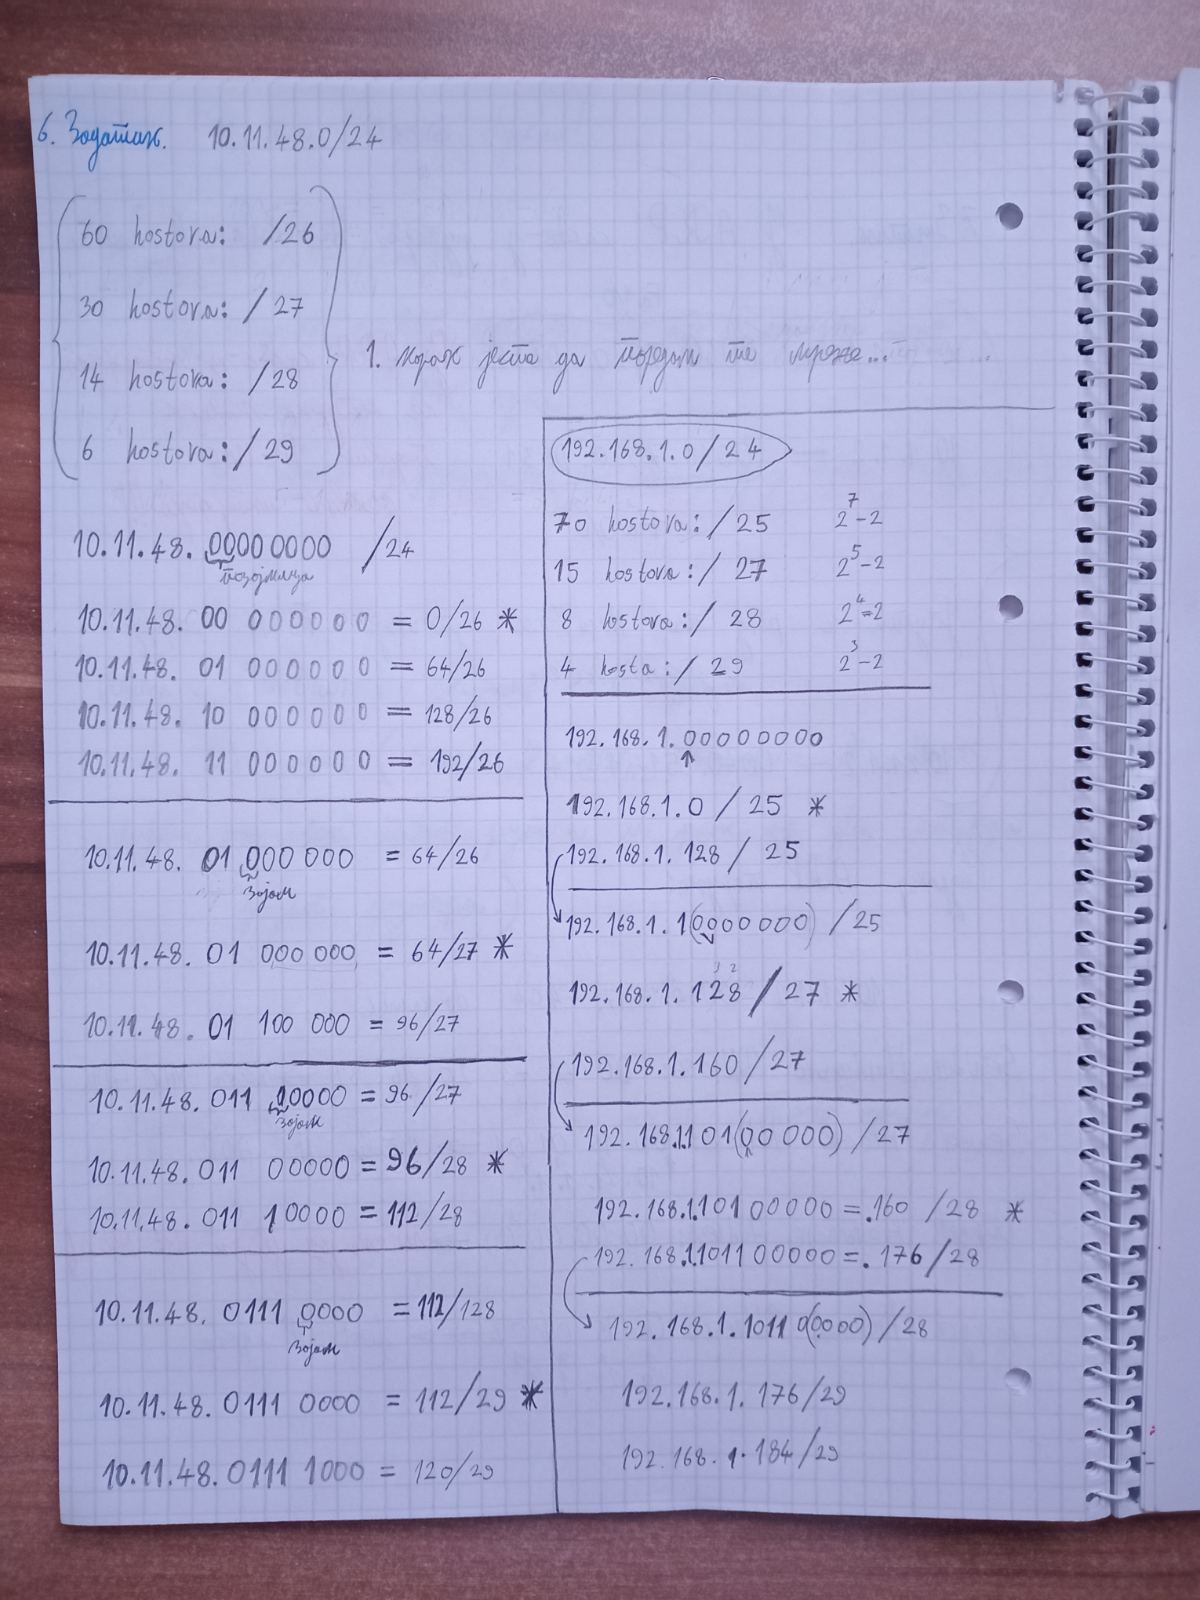 6. Задатак. 10.11.48.0/24
60 hostova: /26
30 hostova: /27
14 hostova: /28
6 hostova: /29
1. корак јесте да поређам те мреже...
10.11.48.00000000 /24
позајмица
10.11.48. 00 000000 = 0/26 *
10.11.48. 01 000000 = 64/26
10.11.48. 10 000000 = 128/26
10.11.48. 11 000000 = 192/26
10.11.48. 01 000 000 = 64/26
зајам
10.11.48. 01 000 000 = 64/27 *
10.11.48. 01 100 000 = 96/27
10.11.48. 011 00000 = 96/27
зајам
10.11.48. 011 00000 = 96/28 *
10.11.48. 011 10000 = 112/28
10.11.48. 0111 0000 = 112/128
зајам
10.11.48. 0111 0000 = 112/29 *
10.11.48. 0111 1000 = 120/29
192.168.1.0/24
70 hostova: /25 2^7-2
15 hostova: /27 2^5-2
8 hostova: /28 2^4-2
4 hosta: /29 2^3-2
192.168.1.00000000
192.168.1.0 / 25 *
192.168.1.128 / 25
192.168.1.1(0000000) /25
192.168.1.128 / 27 *
192.168.1.160 /27
192.168.1.101(00000) /27
192.168.1.101 00000 = .160 /28 *
192.168.1.1011 00000 = .176/28
192.168.1.1011 0(0000) /28
192.168.1.176/29
192.168.1.184/29